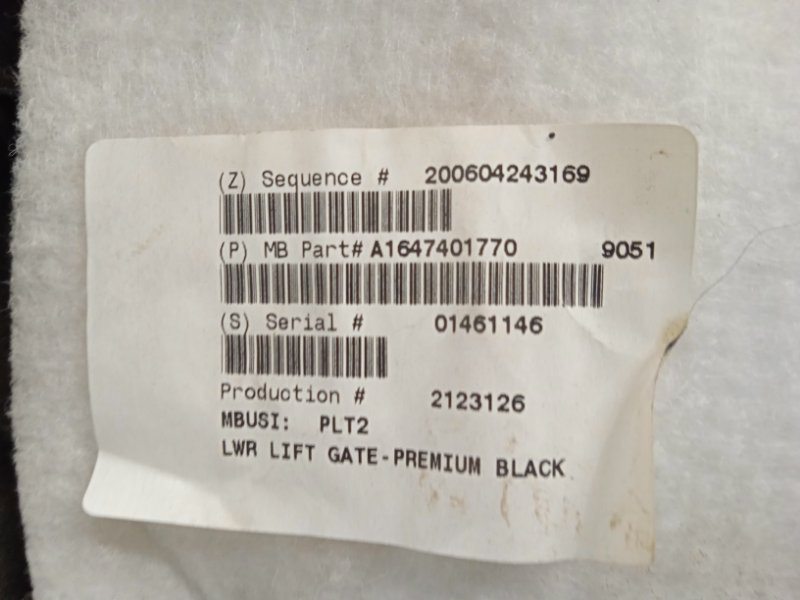 (Z) Sequence # 200604243169
(P) MB Part# A1647401770 9051
(S) Serial # 01461146
Production # 2123126
MBUSI: PLT2
LWR LIFT GATE-PREMIUM BLACK